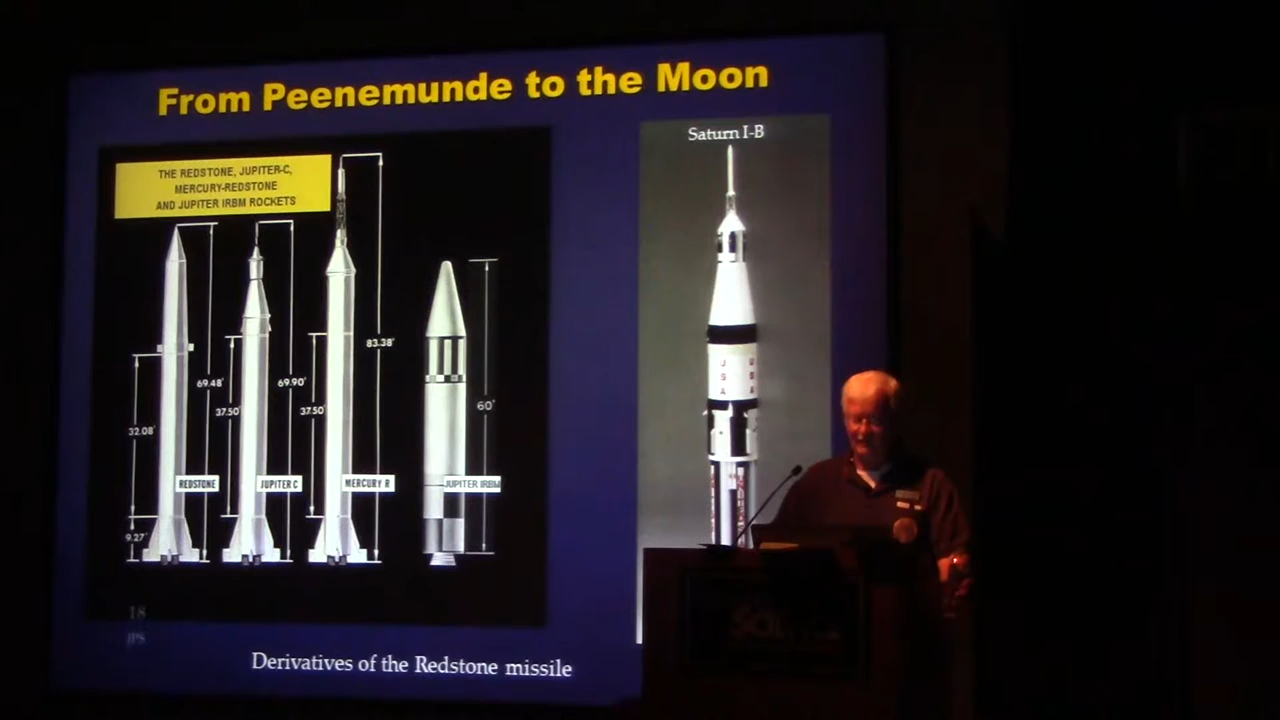 From Peenemunde to the Moon
THE REDSTONE, JUPITER-C,
MERCURY-REDSTONE
AND JUPITER IRBM ROCKETS
83.38'
69.48'
69.90'
37.50'
37.50'
60'
32.08'
REDSTONE
JUPITER C
MERCURY R
JUPITER IRBM
9.27'
18
JPS
Derivatives of the Redstone missile
Saturn I-B
USA
USA